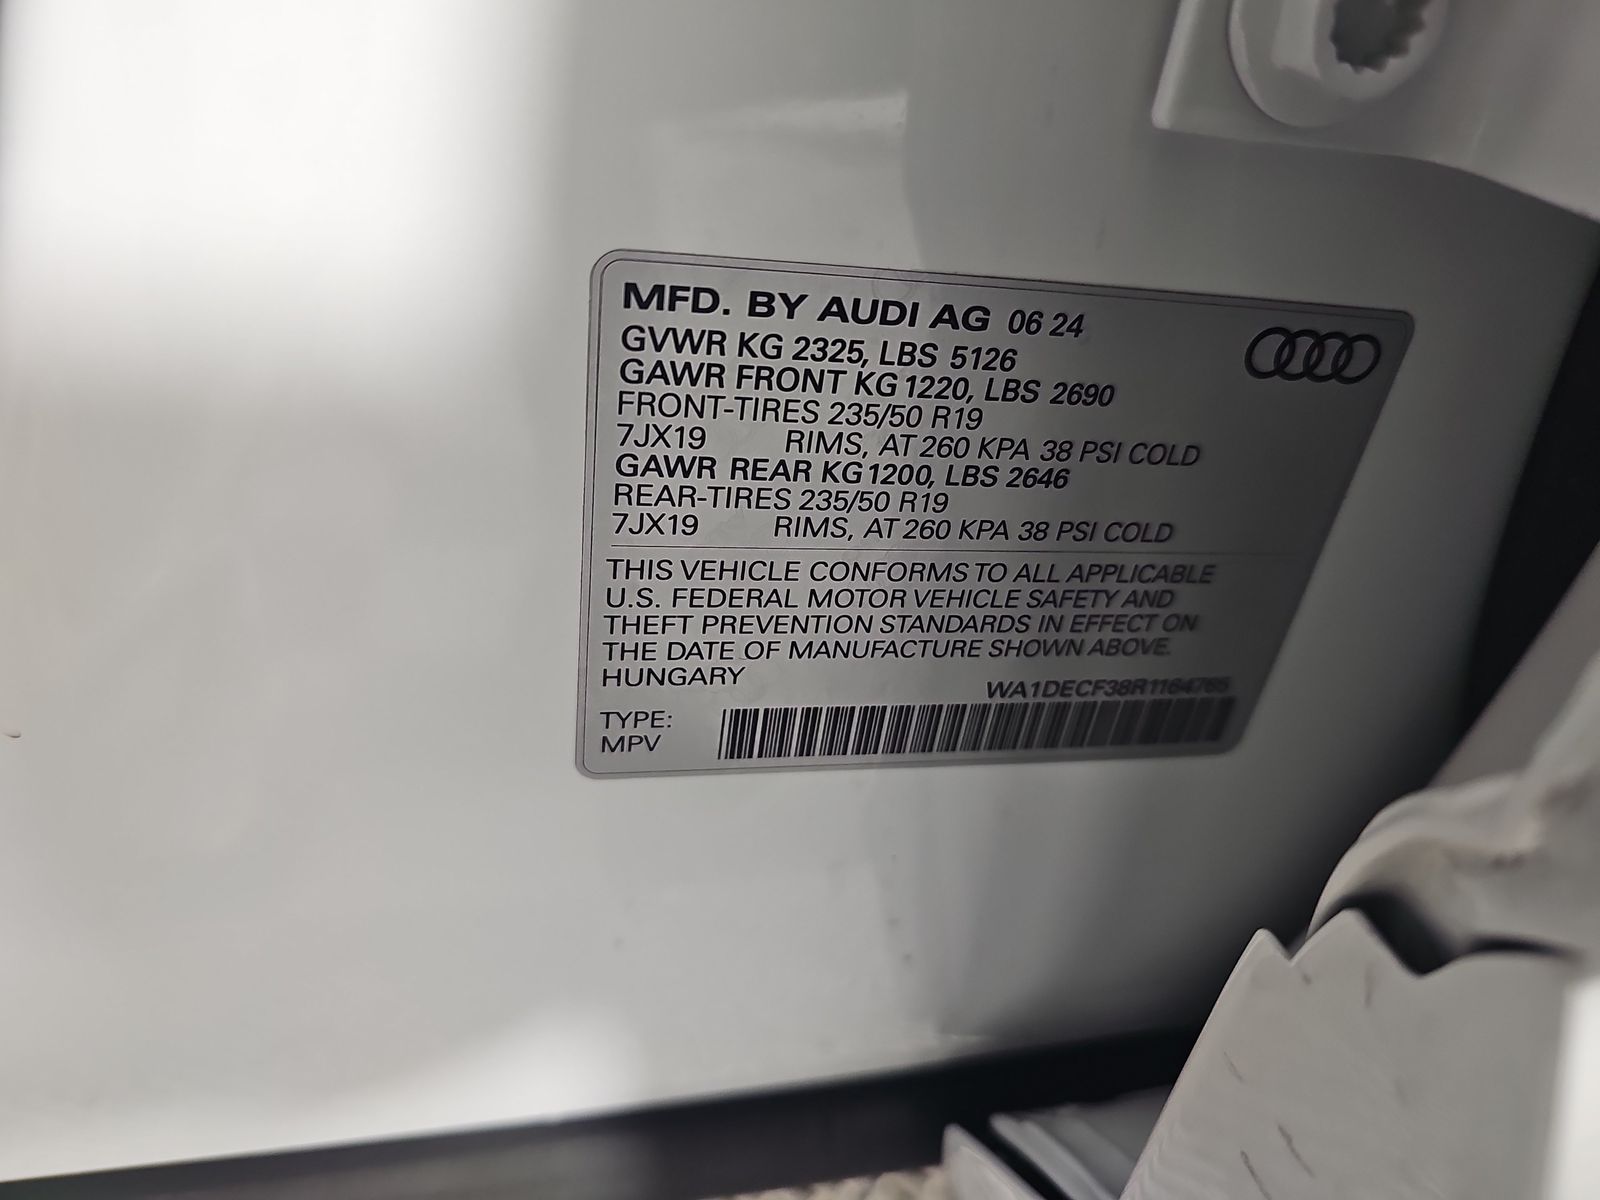 MFD. BY AUDI AG 06 24
GVWR KG 2325, LBS 5126
GAWR FRONT KG 1220, LBS 2690
FRONT-TIRES 235/50 R19
7JX19 RIMS, AT 260 KPA 38 PSI COLD
GAWR REAR KG 1200, LBS 2646
REAR-TIRES 235/50 R19
7JX19 RIMS, AT 260 KPA 38 PSI COLD
THIS VEHICLE CONFORMS TO ALL APPLICABLE
U.S. FEDERAL MOTOR VEHICLE SAFETY AND
THEFT PREVENTION STANDARDS IN EFFECT ON
THE DATE OF MANUFACTURE SHOWN ABOVE.
HUNGARY
WA1DECF38R1164765
TYPE:
MPV